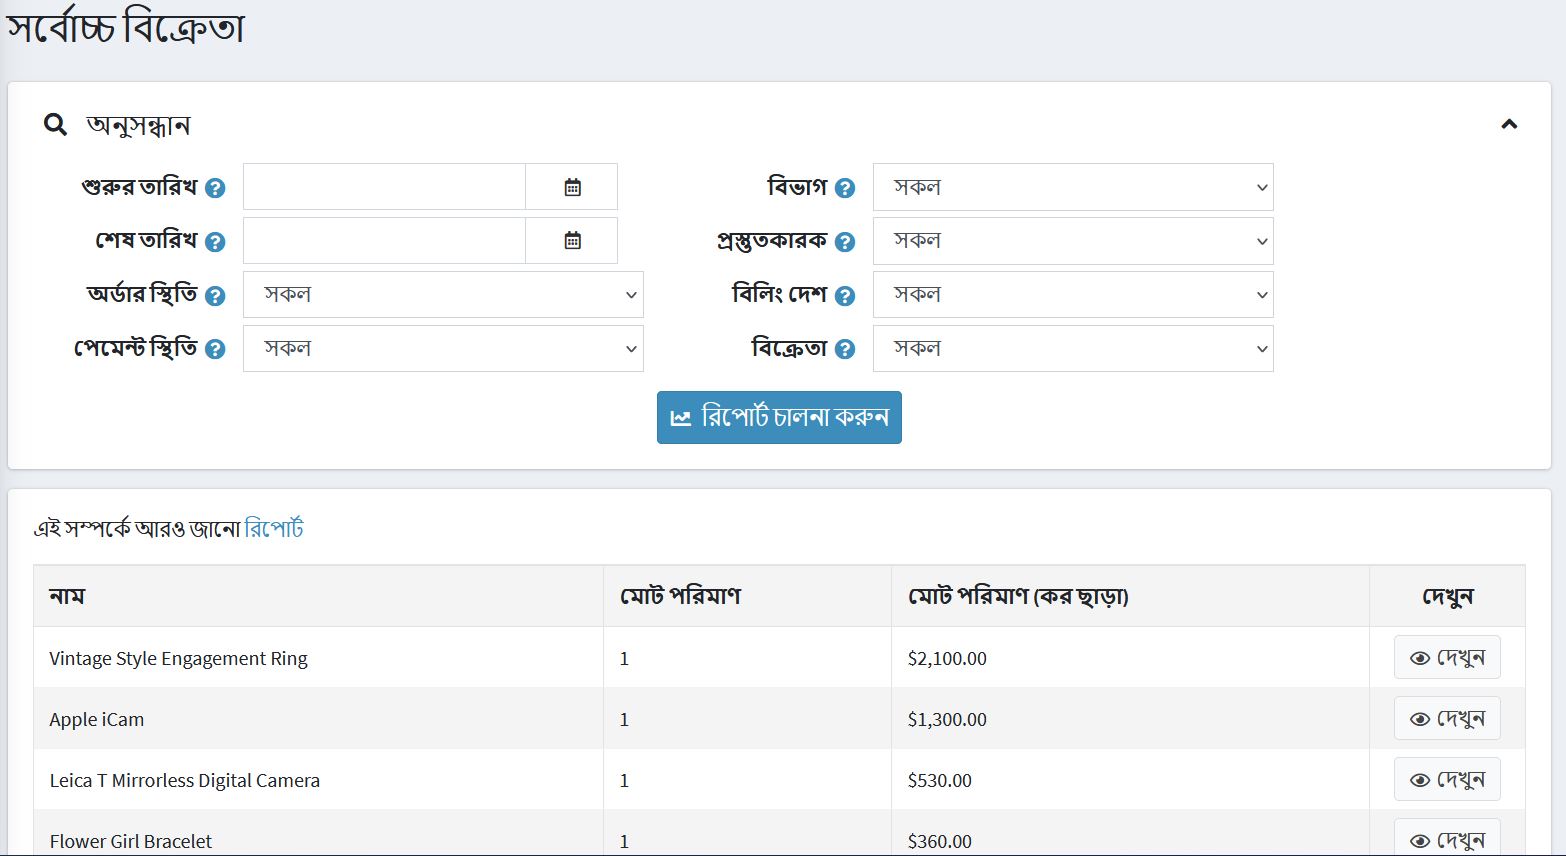 সর্বোচ্চ বিক্রেতা
অনুসন্ধান
শুরুর তারিখ
বিভাগ সকল
শেষ তারিখ
প্রস্তুতকারক সকল
অর্ডার স্থিতি সকল
বিলিং দেশ সকল
পেমেন্ট স্থিতি সকল
বিক্রেতা সকল
রিপোর্ট চালনা করুন
এই সম্পর্কে আরও জানো রিপোর্ট
নাম মোট পরিমাণ মোট পরিমাণ (কর ছাড়া) দেখুন
Vintage Style Engagement Ring 1 $2,100.00 দেখুন
Apple iCam 1 $1,300.00 দেখুন
Leica T Mirrorless Digital Camera 1 $530.00 দেখুন
Flower Girl Bracelet 1 $360.00 দেখুন